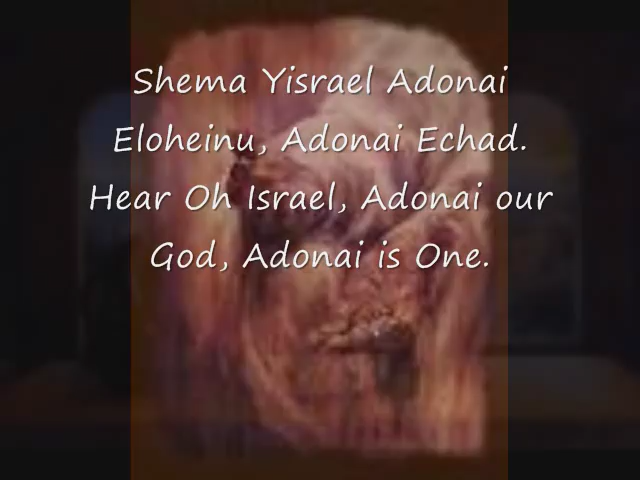 Shema Yisrael Adonai
Eloheinu, Adonai Echad.
Hear Oh Israel, Adonai our
God, Adonai is One.